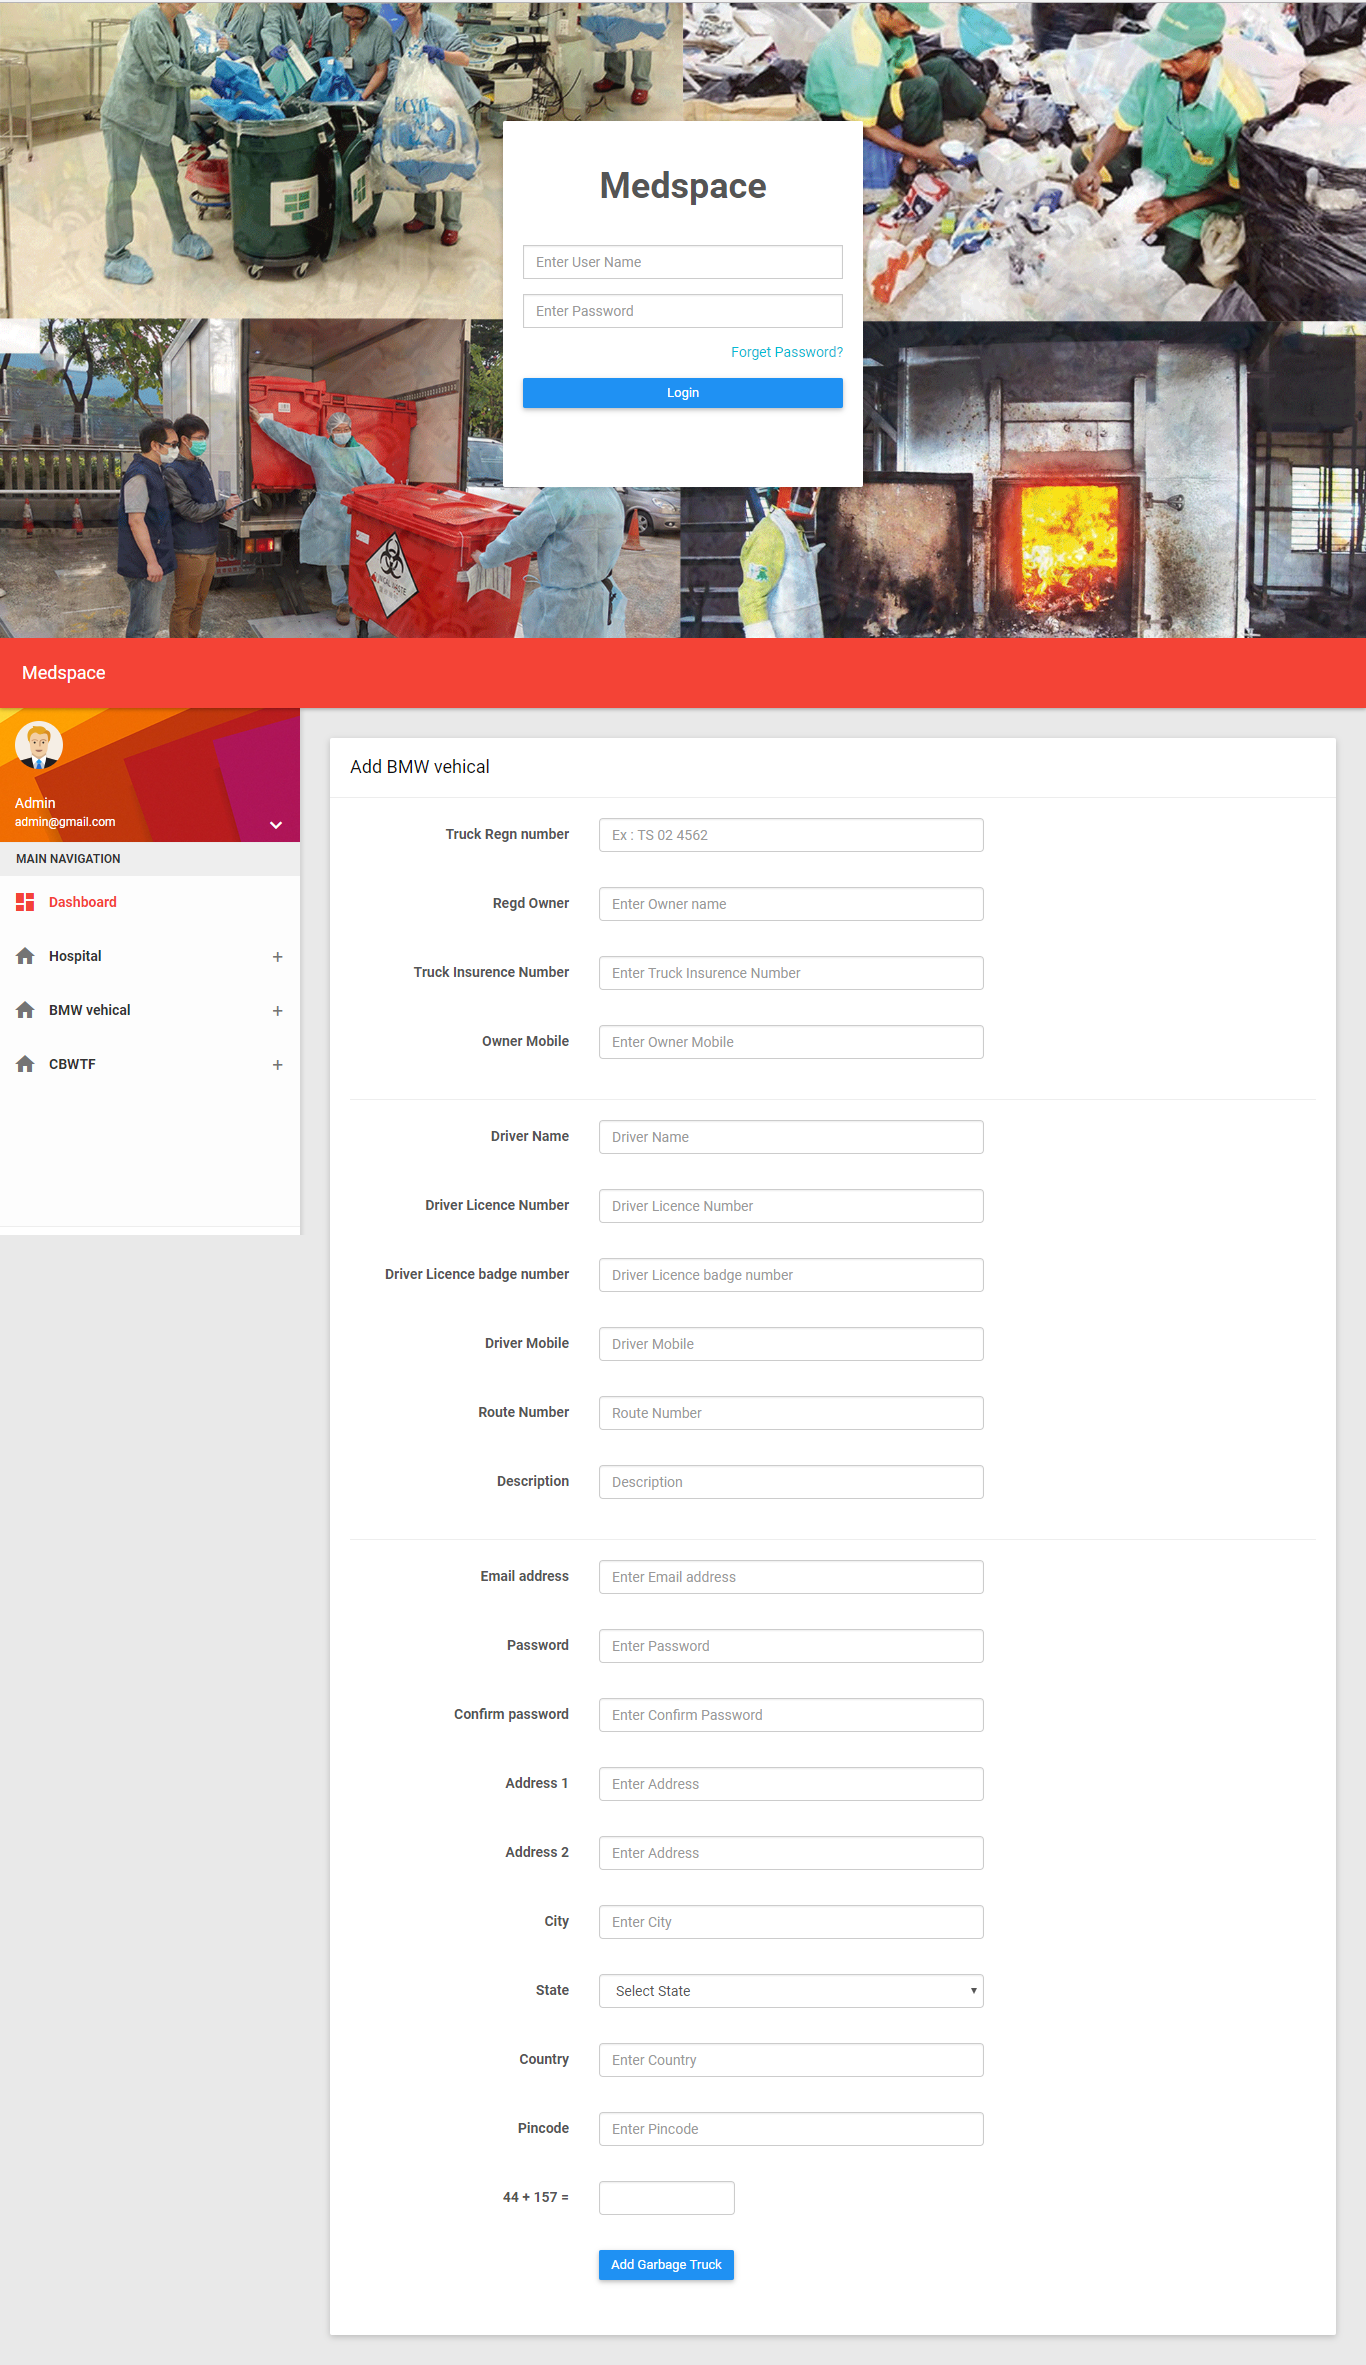 Medspace
Enter User Name
Enter Password
Forget Password?
Login
Medspace
Admin
admin@gmail.com
MAIN NAVIGATION
Dashboard
Hospital +
BMW vehical +
CBWTF +
Add BMW vehical
Truck Regn number Ex : TS 02 4562
Regd Owner Enter Owner name
Truck Insurence Number Enter Truck Insurence Number
Owner Mobile Enter Owner Mobile
Driver Name Driver Name
Driver Licence Number Driver Licence Number
Driver Licence badge number Driver Licence badge number
Driver Mobile Driver Mobile
Route Number Route Number
Description Description
Email address Enter Email address
Password Enter Password
Confirm password Enter Confirm Password
Address 1 Enter Address
Address 2 Enter Address
City Enter City
State Select State
Country Enter Country
Pincode Enter Pincode
44 + 157 =
Add Garbage Truck